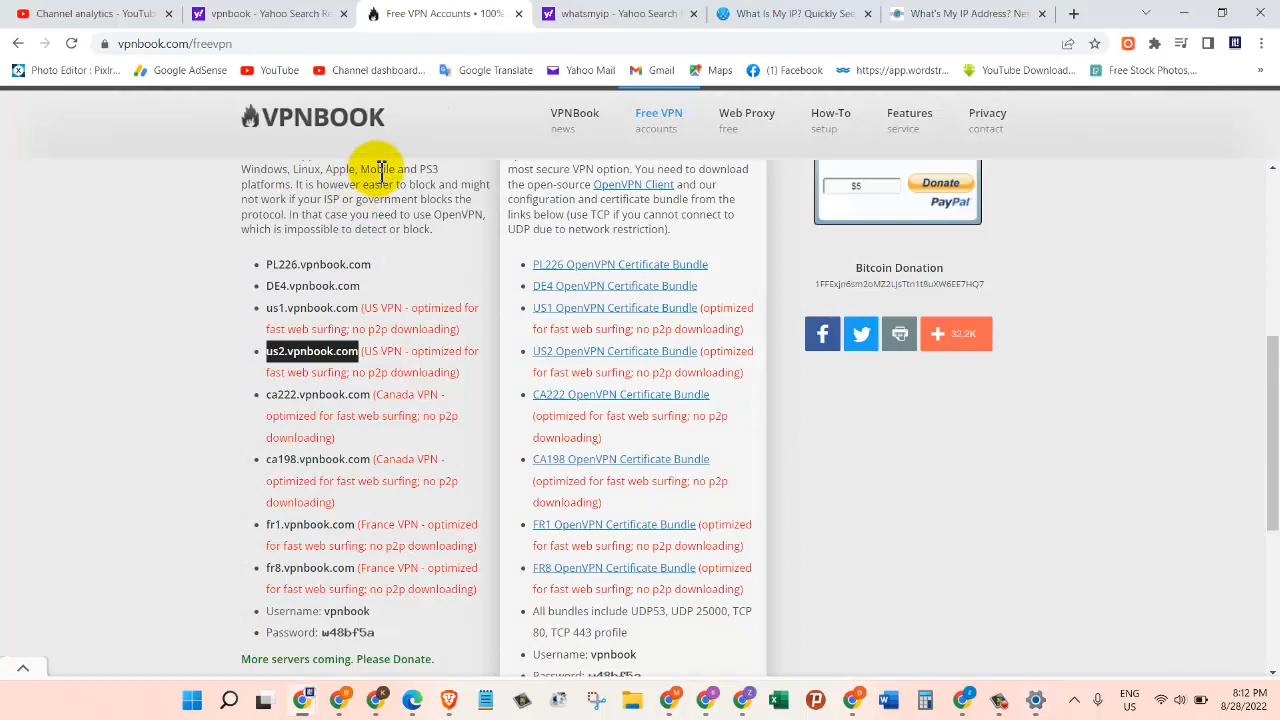 Channel analytics - YouTube S
vpnbook - Yahoo Search Re
Free VPN Accounts • 100%
whatsmyip - Yahoo Search
What Is My IP? Quickly See
What's My IP Address? Ne
vpnbook.com/freevpn
Photo Editor : Pixlr...
Google AdSense
YouTube
Channel dashboard...
Google Translate
Yahoo Mail
Gmail
Maps
(1) Facebook
https://app.wordstr...
YouTube Download...
Free Stock Photos,...
»
VPNBOOK
VPNBook
news
Free VPN
accounts
Web Proxy
free
How-To
setup
Features
service
Privacy
contact
Windows, Linux, Apple, Mobile and PS3
platforms. It is however easier to block and might
not work if your ISP or government blocks the
protocol. In that case you need to use OpenVPN,
which is impossible to detect or block.
PL226.vpnbook.com
DE4.vpnbook.com
us1.vpnbook.com (US VPN - optimized for
fast web surfing; no p2p downloading)
us2.vpnbook.com (US VPN - optimized for
fast web surfing; no p2p downloading)
ca222.vpnbook.com (Canada VPN -
optimized for fast web surfing; no p2p
downloading)
ca198.vpnbook.com (Canada VPN -
optimized for fast web surfing; no p2p
downloading)
fr1.vpnbook.com (France VPN - optimized
for fast web surfing; no p2p downloading)
fr8.vpnbook.com (France VPN - optimized
for fast web surfing; no p2p downloading)
Username: vpnbook
Password: w48bf5a
More servers coming. Please Donate.
most secure VPN option. You need to download
the open-source OpenVPN Client and our
configuration and certificate bundle from the
links below (use TCP if you cannot connect to
UDP due to network restriction).
PL226 OpenVPN Certificate Bundle
DE4 OpenVPN Certificate Bundle
US1 OpenVPN Certificate Bundle (optimized
for fast web surfing; no p2p downloading)
US2 OpenVPN Certificate Bundle (optimized
for fast web surfing; no p2p downloading)
CA222 OpenVPN Certificate Bundle
(optimized for fast web surfing; no p2p
downloading)
CA198 OpenVPN Certificate Bundle
(optimized for fast web surfing; no p2p
downloading)
FR1 OpenVPN Certificate Bundle (optimized
for fast web surfing; no p2p downloading)
FR8 OpenVPN Certificate Bundle (optimized
for fast web surfing; no p2p downloading)
All bundles include UDP53, UDP 25000, TCP
80, TCP 443 profile
Username: vpnbook
Password: w48bf5a
$5
Donate
PayPal
Bitcoin Donation
1FFExjn6sm2oMZ2LjsTtn1t8uXW6EE7HQ7
32.2K
ENG
US
8:12 PM
8/28/2022